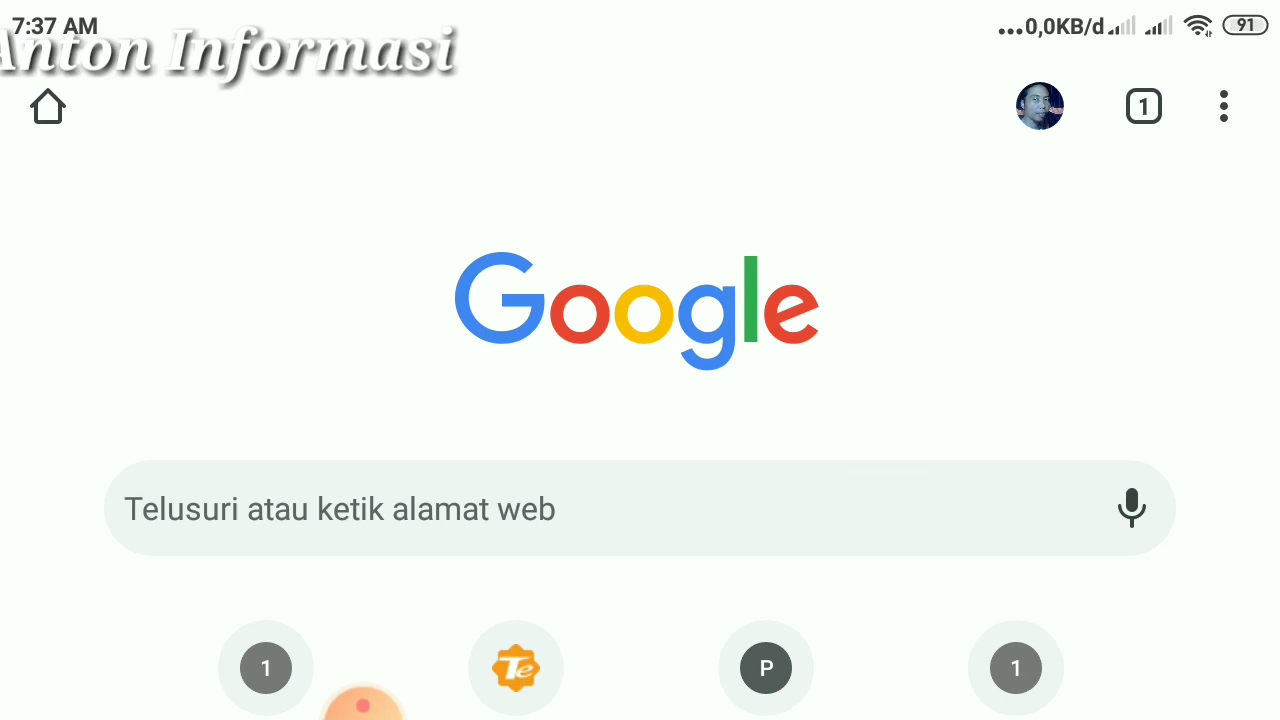 7:37 AM
...0,0KB/d
91
Anton Informasi
1
Google
Telusuri atau ketik alamat web
1
Te
P
1